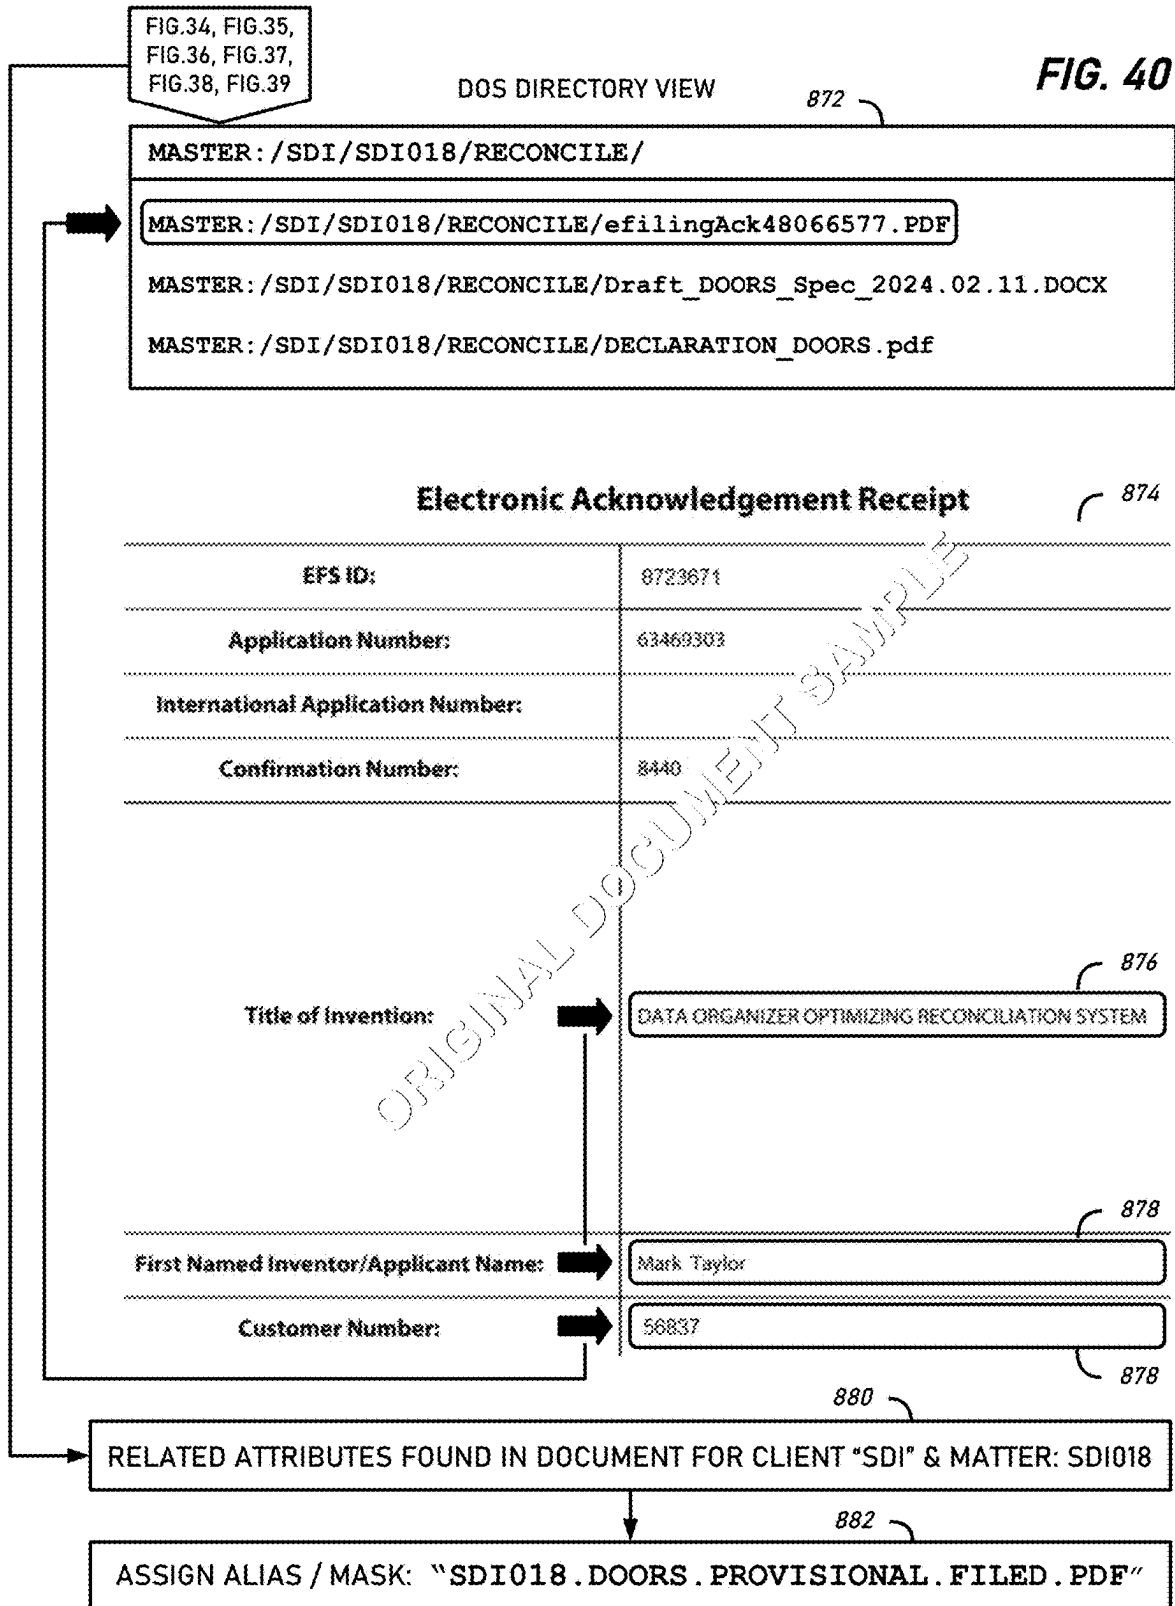 FIG.34, FIG.35,
FIG.36, FIG.37,
FIG.38, FIG.39
DOS DIRECTORY VIEW
872
FIG. 40
MASTER:/SDI/SDI018/RECONCILE/
MASTER:/SDI/SDI018/RECONCILE/efilingAck48066577.PDF
MASTER:/SDI/SDI018/RECONCILE/Draft_DOORS_Spec_2024.02.11.DOCX
MASTER:/SDI/SDI018/RECONCILE/DECLARATION_DOORS.pdf
Electronic Acknowledgement Receipt
874
EFS ID: 8723671
Application Number: 63469303
International Application Number:
Confirmation Number: 8440
ORIGINAL DOCUMENT SAMPLE
876
Title of Invention: DATA ORGANIZER OPTIMIZING RECONCILIATION SYSTEM
878
First Named Inventor/Applicant Name: Mark Taylor
Customer Number: 56837
878
880
RELATED ATTRIBUTES FOUND IN DOCUMENT FOR CLIENT "SDI" & MATTER: SDI018
882
ASSIGN ALIAS / MASK: "SDI018.DOORS.PROVISIONAL.FILED.PDF"